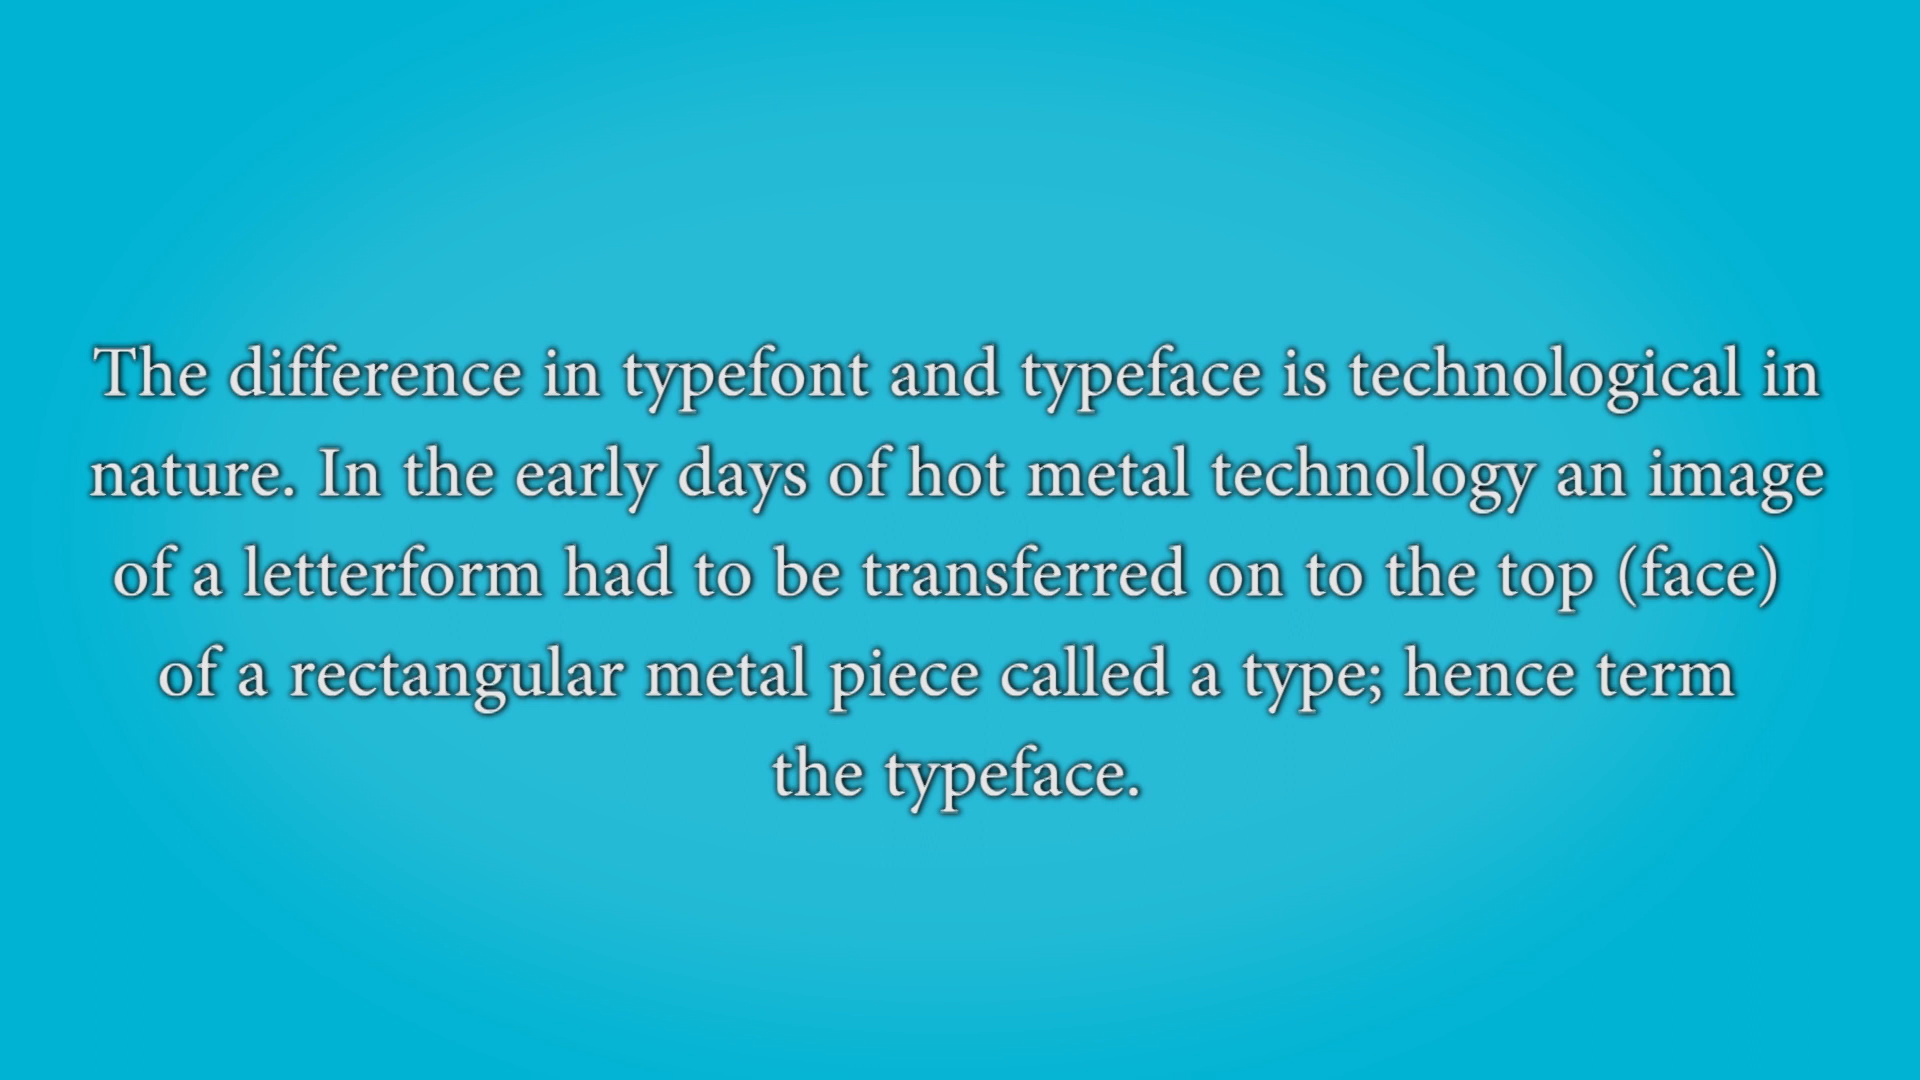 The difference in typefont and typeface is technological in
nature. In the early days of hot metal technology an image
of a letterform had to be transferred on to the top (face)
of a rectangular metal piece called a type; hence term
the typeface.